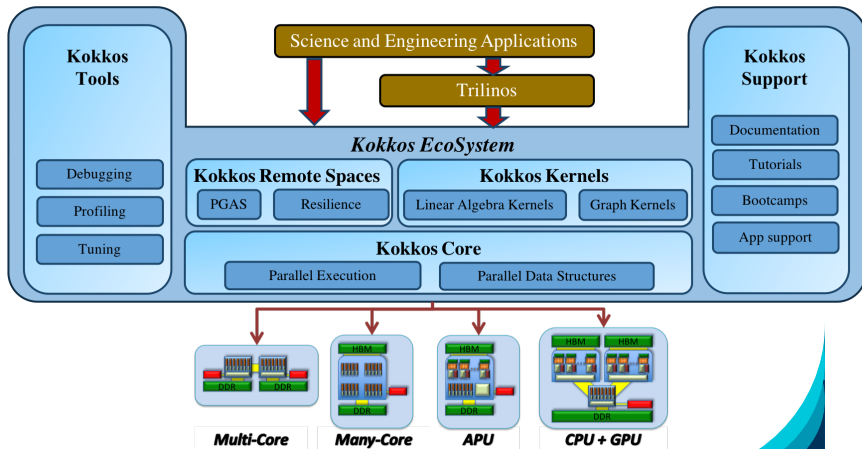 Kokkos
Tools
Debugging
Profiling
Tuning
Science and Engineering Applications
Trilinos
Kokkos EcoSystem
Kokkos Remote Spaces
PGAS
Resilience
Kokkos Kernels
Linear Algebra Kernels
Graph Kernels
Kokkos Core
Parallel Execution
Parallel Data Structures
Kokkos
Support
Documentation
Tutorials
Bootcamps
App support
DDR
DDR
Multi-Core
HBM
DDR
Many-Core
HBM
DDR
APU
HBM
HBM
DDR
CPU + GPU